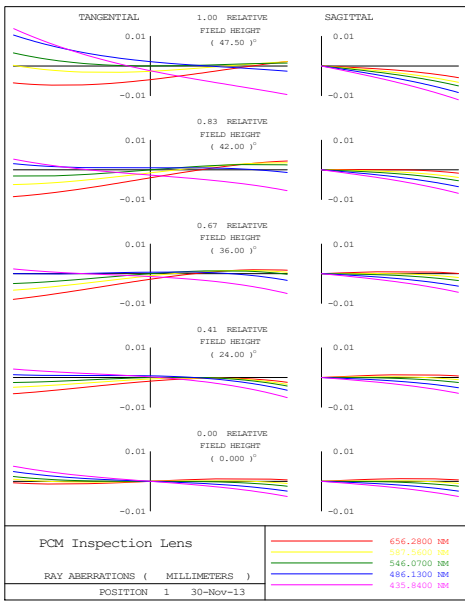 TANGENTIAL 1.00 RELATIVE SAGITTAL
FIELD HEIGHT
( 47.50 )°
0.01 0.01
-0.01 -0.01
0.83 RELATIVE
FIELD HEIGHT
( 42.00 )°
0.01 0.01
-0.01 -0.01
0.67 RELATIVE
FIELD HEIGHT
( 36.00 )°
0.01 0.01
-0.01 -0.01
0.41 RELATIVE
FIELD HEIGHT
( 24.00 )°
0.01 0.01
-0.01 -0.01
0.00 RELATIVE
FIELD HEIGHT
( 0.000 )°
0.01 0.01
-0.01 -0.01
PCM Inspection Lens
RAY ABERRATIONS ( MILLIMETERS )
POSITION 1 30-Nov-13
656.2800 NM
587.5600 NM
546.0700 NM
486.1300 NM
435.8400 NM